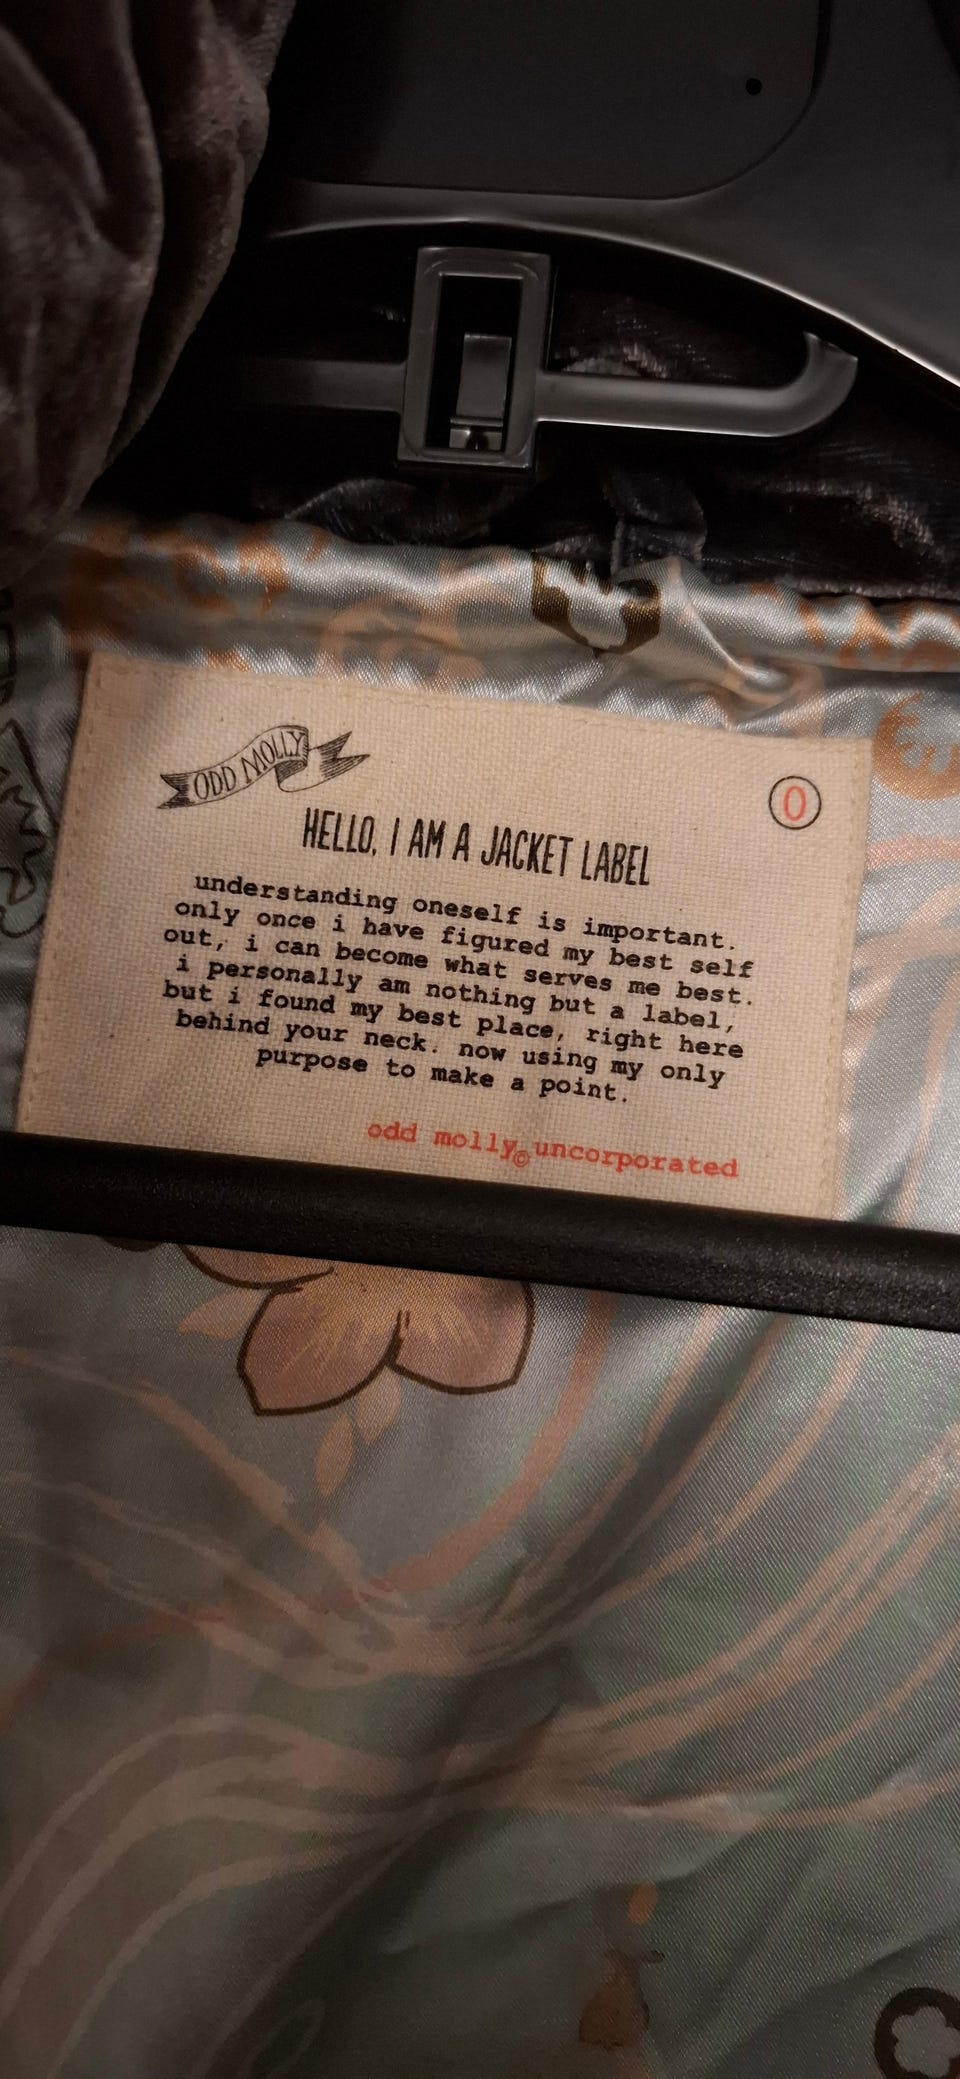 ODD MOLLY
0
HELLO, I AM A JACKET LABEL
understanding oneself is important.
only once i have figured my best self
out, i can become what serves me best.
i personally am nothing but a label,
but i found my best place, right here
behind your neck. now using my only
purpose to make a point.
odd molly© uncorporated